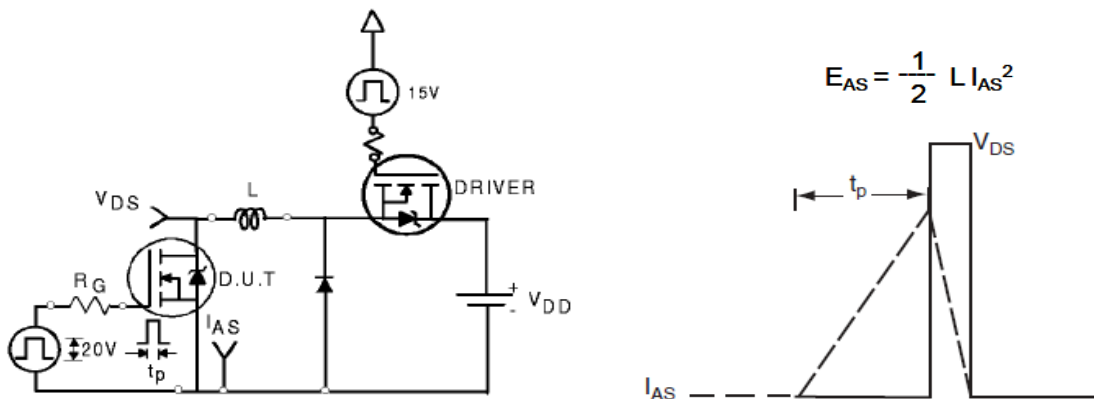 15V
DRIVER
L
VDS
D.U.T
RG
+
VDD
-
IAS
20V
tp
EAS = 1/2 L IAS²
VDS
tp
IAS